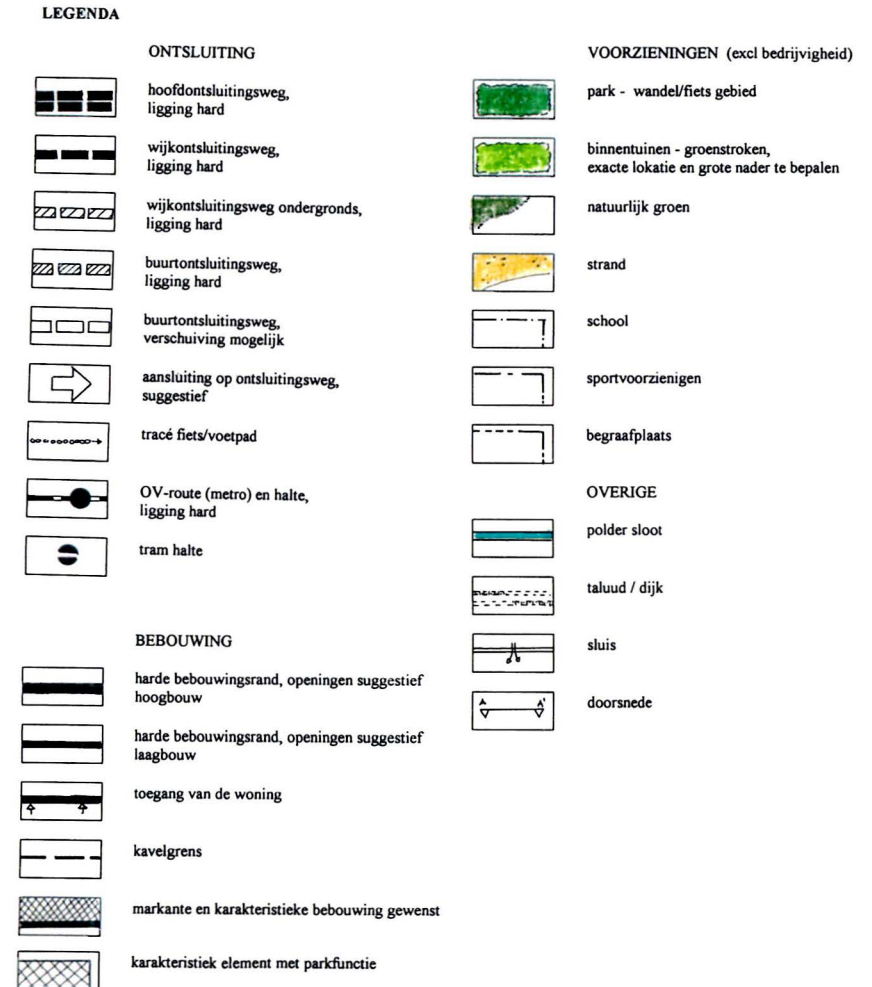 LEGENDA
ONTSLUITING
hoofdontsluitingsweg,
ligging hard
wijkontsluitingsweg,
ligging hard
wijkontsluitingsweg ondergronds,
ligging hard
buurtontsluitingsweg,
ligging hard
buurtontsluitingsweg,
verschuiving mogelijk
aansluiting op ontsluitingsweg,
suggestief
tracé fiets/voetpad
OV-route (metro) en halte,
ligging hard
tram halte
BEBOUWING
harde bebouwingsrand, openingen suggestief
hoogbouw
harde bebouwingsrand, openingen suggestief
laagbouw
toegang van de woning
kavelgrens
markante en karakteristieke bebouwing gewenst
karakteristiek element met parkfunctie
VOORZIENINGEN (excl bedrijvigheid)
park - wandel/fiets gebied
binnentuinen - groenstroken,
exacte lokatie en grote nader te bepalen
natuurlijk groen
strand
school
sportvoorzienigen
begraafplaats
OVERIGE
polder sloot
taluud / dijk
sluis
A A'
doorsnede